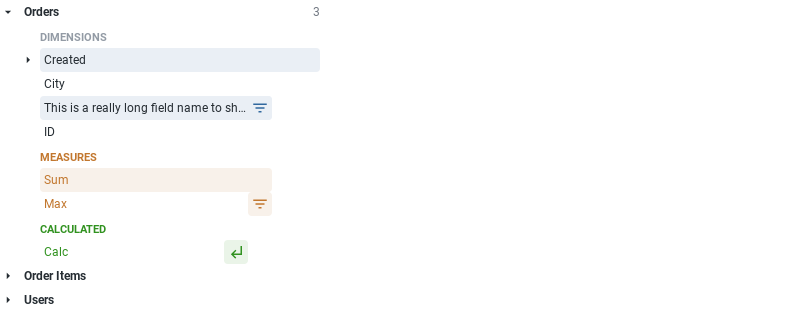 Orders 3
DIMENSIONS
Created
City
This is a really long field name to sh...
ID
MEASURES
Sum
Max
CALCULATED
Calc
Order Items
Users